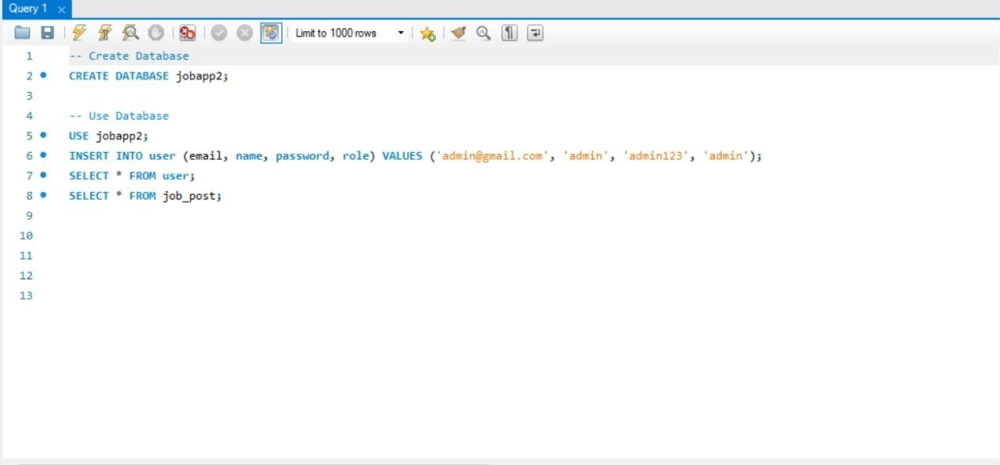 Query 1
Limit to 1000 rows
1 -- Create Database
2 CREATE DATABASE jobapp2;
3
4 -- Use Database
5 USE jobapp2;
6 INSERT INTO user (email, name, password, role) VALUES ('admin@gmail.com', 'admin', 'admin123', 'admin');
7 SELECT * FROM user;
8 SELECT * FROM job_post;
9
10
11
12
13